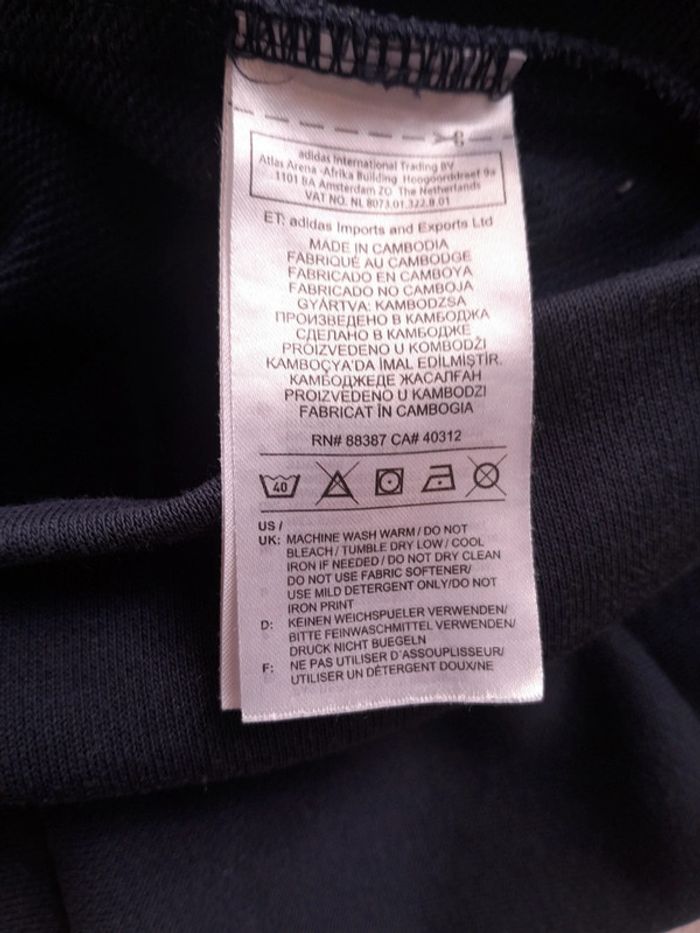 adidas International Trading BV
Atlas Arena -Afrika Building Hoogoorddreef 9a
1101 BA Amsterdam ZO The Netherlands
VAT NO. NL 8073.01.322.B.01
ET: adidas Imports and Exports Ltd
MADE IN CAMBODIA
FABRIQUÉ AU CAMBODGE
FABRICADO EN CAMBOYA
FABRICADO NO CAMBOJA
GYÁRTVA: KAMBODZSA
ПРОИЗВЕДЕНО В КАМБОДЖА
СДЕЛАНО В КАМБОДЖЕ
PROIZVEDENO U KOMBODŽI
KAMBOÇYA'DA İMAL EDİLMİŞTİR.
КАМБОДЖЕДЕ ЖАСАЛҒАН
PROIZVEDENO U KAMBODZI
FABRICAT ÎN CAMBOGIA
RN# 88387 CA# 40312
40
US /
UK: MACHINE WASH WARM / DO NOT
BLEACH / TUMBLE DRY LOW / COOL
IRON IF NEEDED / DO NOT DRY CLEAN
DO NOT USE FABRIC SOFTENER/
USE MILD DETERGENT ONLY/DO NOT
IRON PRINT
D: KEINEN WEICHSPUELER VERWENDEN/
BITTE FEINWASCHMITTEL VERWENDEN/
DRUCK NICHT BUEGELN
F: NE PAS UTILISER D'ASSOUPLISSEUR/
UTILISER UN DÉTERGENT DOUX/NE